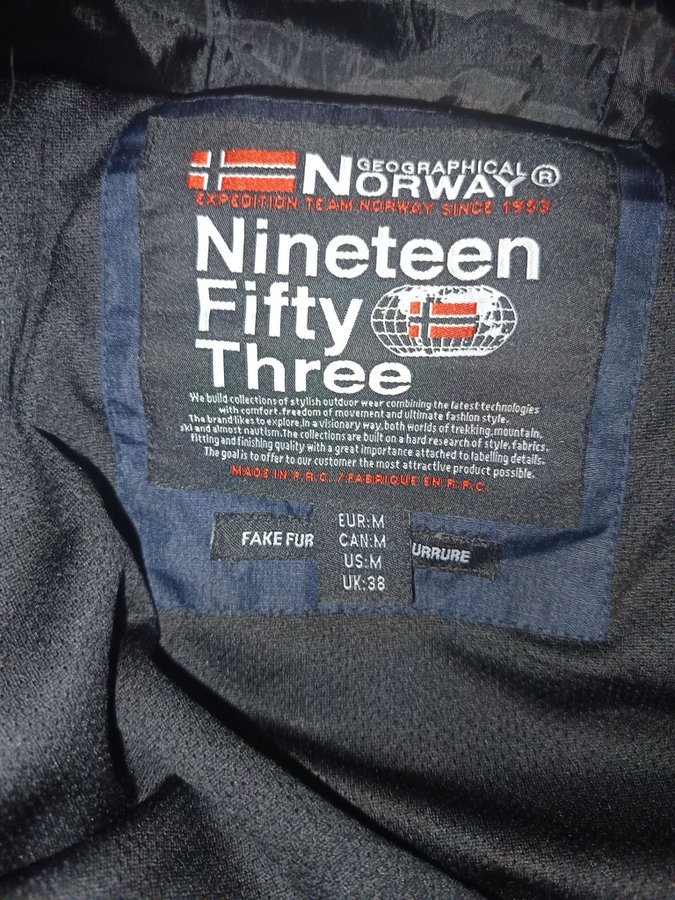 GEOGRAPHICAL
NORWAY®
EXPEDITION TEAM NORWAY SINCE 1953
Nineteen
Fifty
Three
We build collections of stylish outdoor wear combining the latest technologies
with comfort, freedom of movement and ultimate fashion style.
The brand likes to explore, in a visionary way, both worlds of trekking, mountain,
ski and almost nautism. The collections are built on a hard research of style, fabrics,
fitting and finishing quality with a great importance attached to labelling details.
The goal is to offer to our customer the most attractive product possible.
MADE IN P.R.C. / FABRIQUE EN R.P.C.
FAKE FUR
URRURE
EUR:M
CAN:M
US:M
UK:38